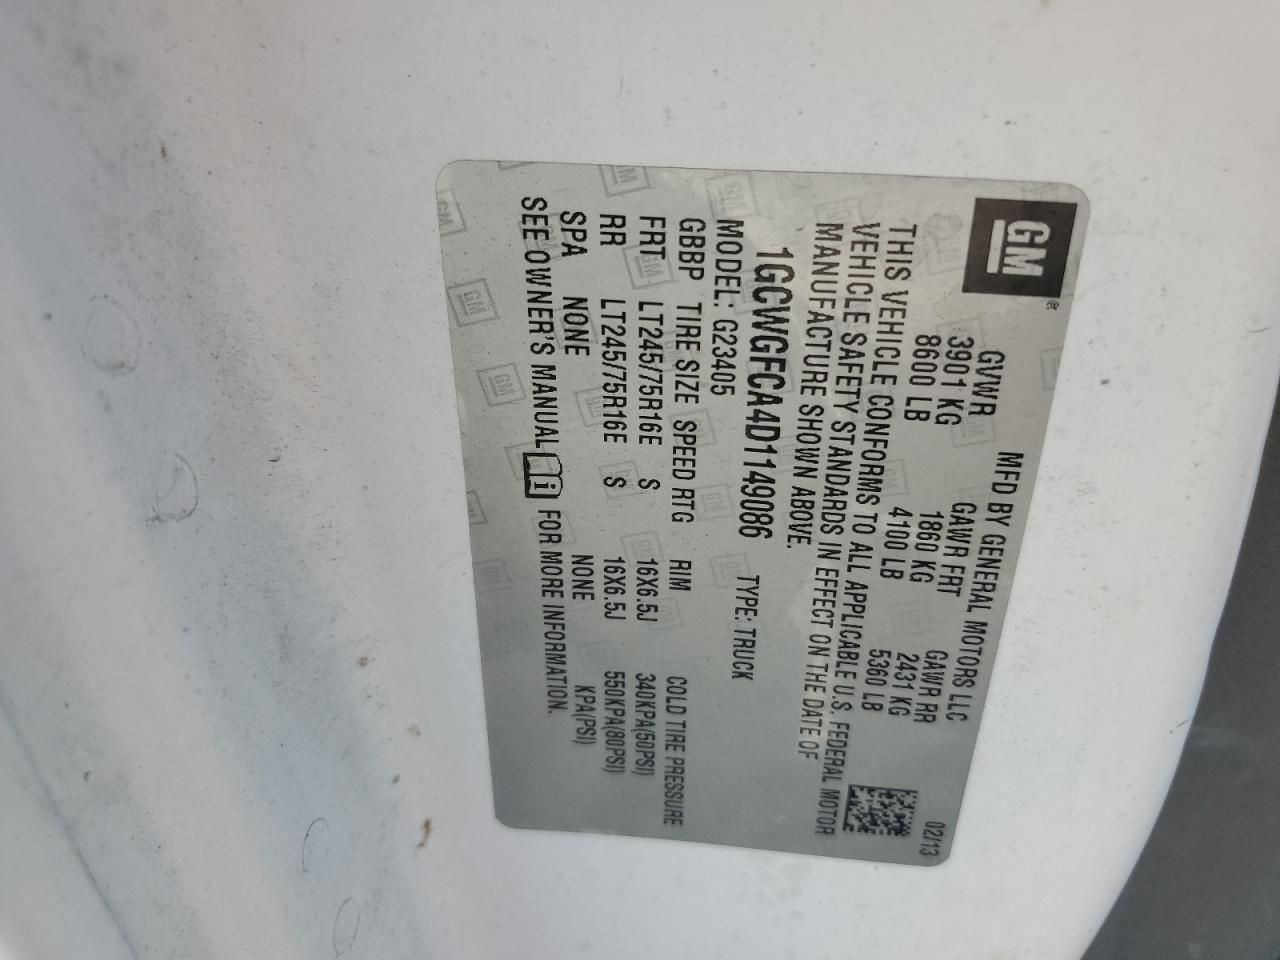 GM
MFD BY GENERAL MOTORS LLC 02/13
GVWR GAWR FRT GAWR RR
3901 KG 1860 KG 2431 KG
8600 LB 4100 LB 5360 LB
THIS VEHICLE CONFORMS TO ALL APPLICABLE U.S. FEDERAL MOTOR
VEHICLE SAFETY STANDARDS IN EFFECT ON THE DATE OF
MANUFACTURE SHOWN ABOVE.
1GCWGFCA4D1149086 TYPE: TRUCK
MODEL: G23405
GBBP TIRE SIZE SPEED RTG RIM COLD TIRE PRESSURE
FRT LT245/75R16E S 16X6.5J 340KPA(50PSI)
RR LT245/75R16E S 16X6.5J 550KPA(80PSI)
SPA NONE NONE KPA(PSI)
SEE OWNER'S MANUAL i FOR MORE INFORMATION.